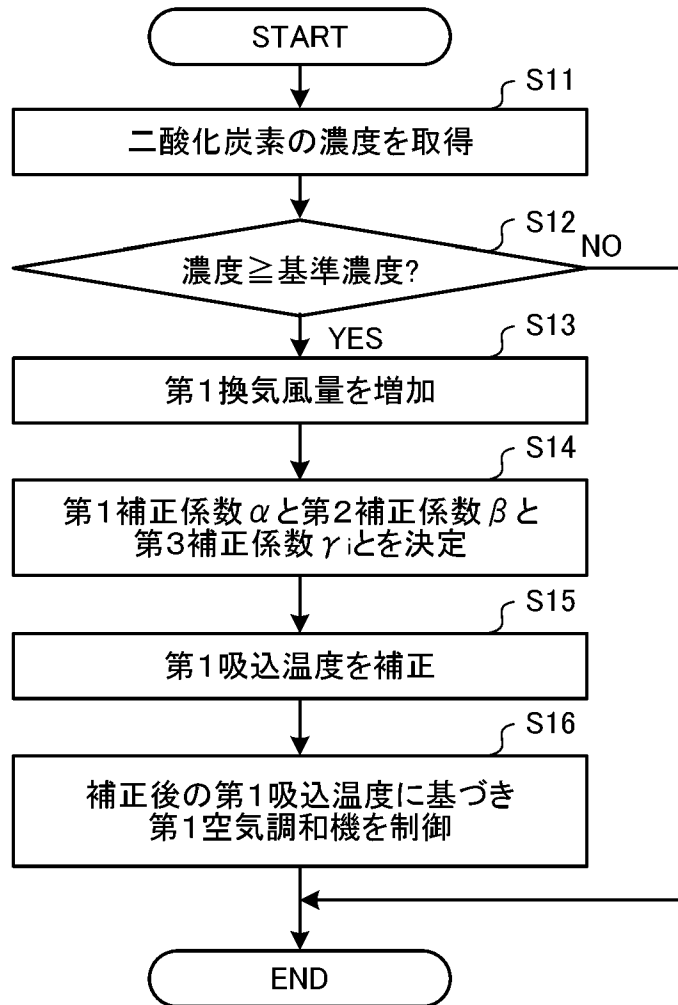 START
S11
二酸化炭素の濃度を取得
S12
濃度≧基準濃度?
NO
YES
S13
第1換気風量を増加
S14
第1補正係数αと第2補正係数βと
第3補正係数γiとを決定
S15
第1吸込温度を補正
S16
補正後の第1吸込温度に基づき
第1空気調和機を制御
END